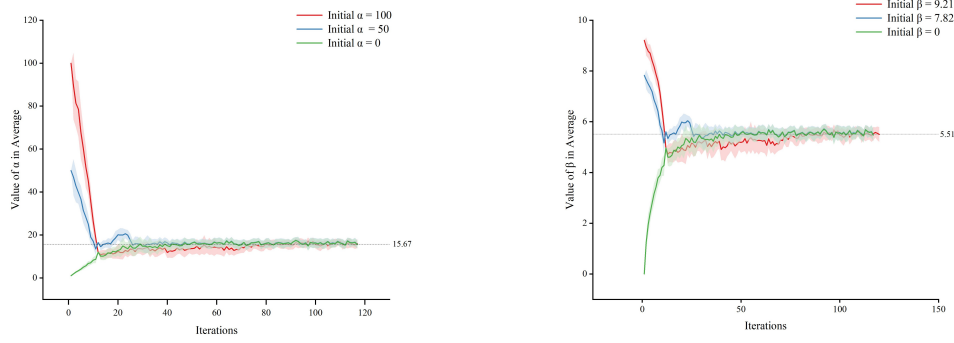 Initial α = 100
Initial α = 50
Initial α = 0
120
100
80
60
40
20
0
15.67
0
20
40
60
80
100
120
Value of α in Average
Iterations
Initial β = 9.21
Initial β = 7.82
Initial β = 0
10
8
6
4
2
0
5.51
0
50
100
150
Value of β in Average
Iterations